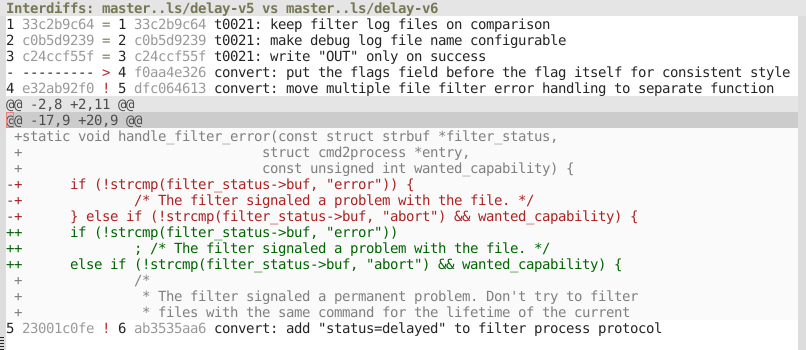 Interdiffs: master..ls/delay-v5 vs master..ls/delay-v6
1 33c2b9c64 = 1 33c2b9c64 t0021: keep filter log files on comparison
2 c0b5d9239 = 2 c0b5d9239 t0021: make debug log file name configurable
3 c24ccf55f = 3 c24ccf55f t0021: write "OUT" only on success
- --------- > 4 f0aa4e326 convert: put the flags field before the flag itself for consistent style
4 e32ab92f0 ! 5 dfc064613 convert: move multiple file filter error handling to separate function
@@ -2,8 +2,11 @@
@@ -17,9 +20,9 @@
 +static void handle_filter_error(const struct strbuf *filter_status,
 +                              struct cmd2process *entry,
 +                              const unsigned int wanted_capability) {
-+      if (!strcmp(filter_status->buf, "error")) {
-+              /* The filter signaled a problem with the file. */
-+      } else if (!strcmp(filter_status->buf, "abort") && wanted_capability) {
++      if (!strcmp(filter_status->buf, "error"))
++              ; /* The filter signaled a problem with the file. */
++      else if (!strcmp(filter_status->buf, "abort") && wanted_capability) {
 +              /*
 +               * The filter signaled a permanent problem. Don't try to filter
 +               * files with the same command for the lifetime of the current
5 23001c0fe ! 6 ab3535aa6 convert: add "status=delayed" to filter process protocol